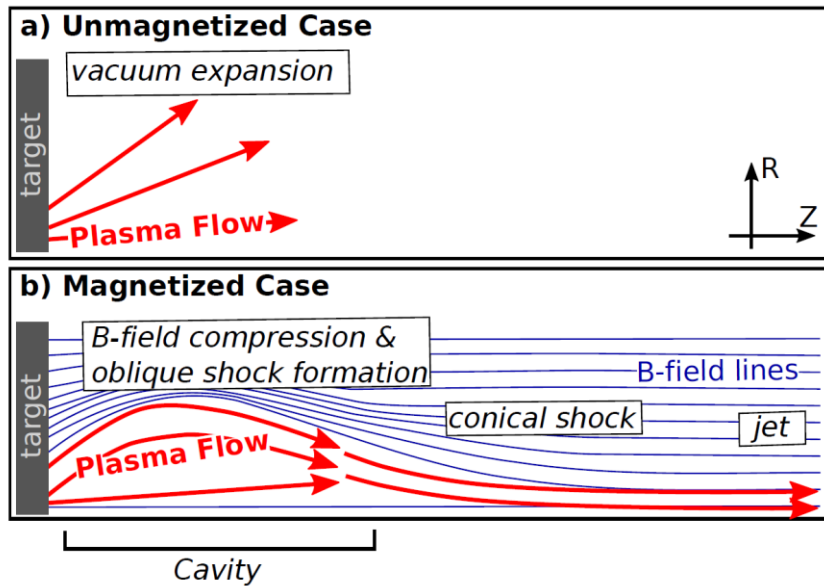 a) Unmagnetized Case
vacuum expansion
target
Plasma Flow
R
Z
b) Magnetized Case
B-field compression &
oblique shock formation
B-field lines
conical shock
jet
target
Plasma Flow
Cavity